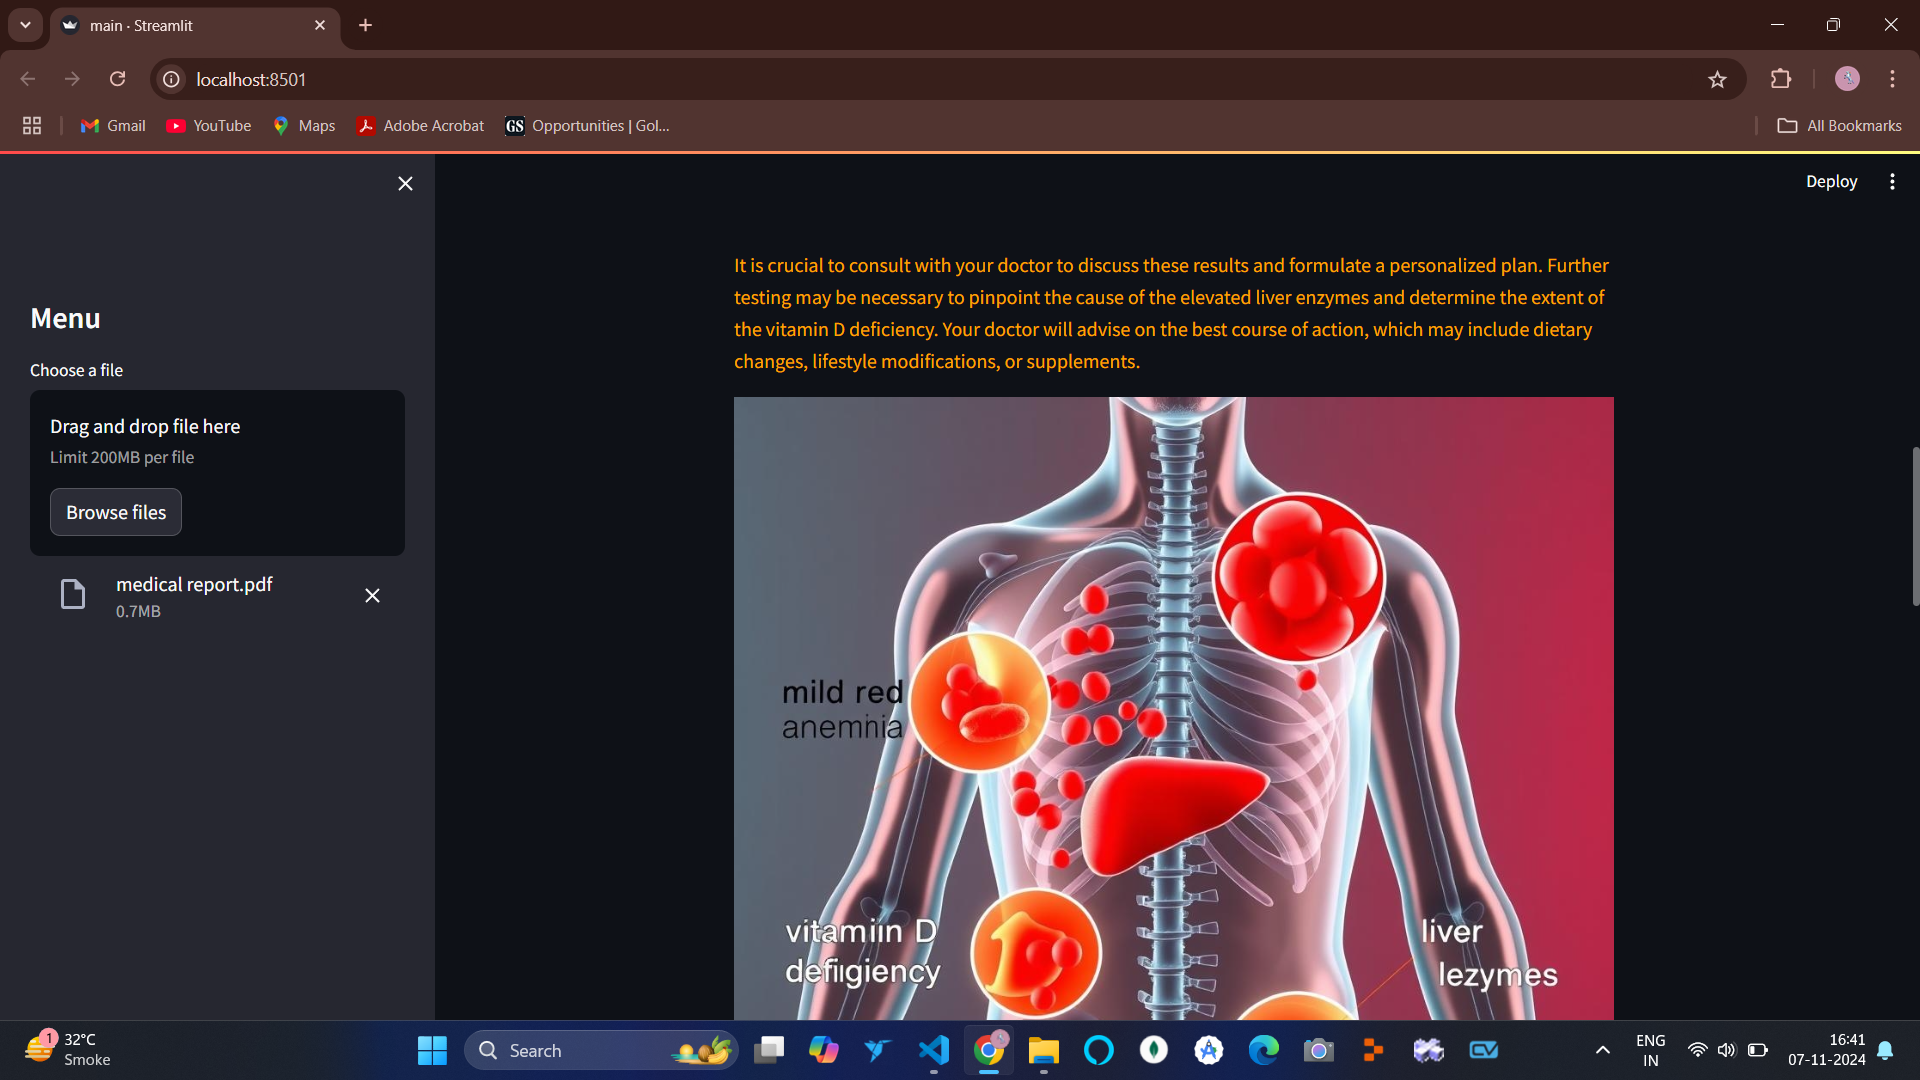 main · Streamlit
localhost:8501
Gmail
YouTube
Maps
Adobe Acrobat
GS
Opportunities | Gol...
All Bookmarks
Deploy
Menu
Choose a file
Drag and drop file here
Limit 200MB per file
Browse files
medical report.pdf
0.7MB
It is crucial to consult with your doctor to discuss these results and formulate a personalized plan. Further
testing may be necessary to pinpoint the cause of the elevated liver enzymes and determine the extent of
the vitamin D deficiency. Your doctor will advise on the best course of action, which may include dietary
changes, lifestyle modifications, or supplements.
mild red
anemhia
vitamiin D
defiigiency
liver
lezymes
1
32°C
Smoke
Search
CV
ENG
IN
16:41
07-11-2024